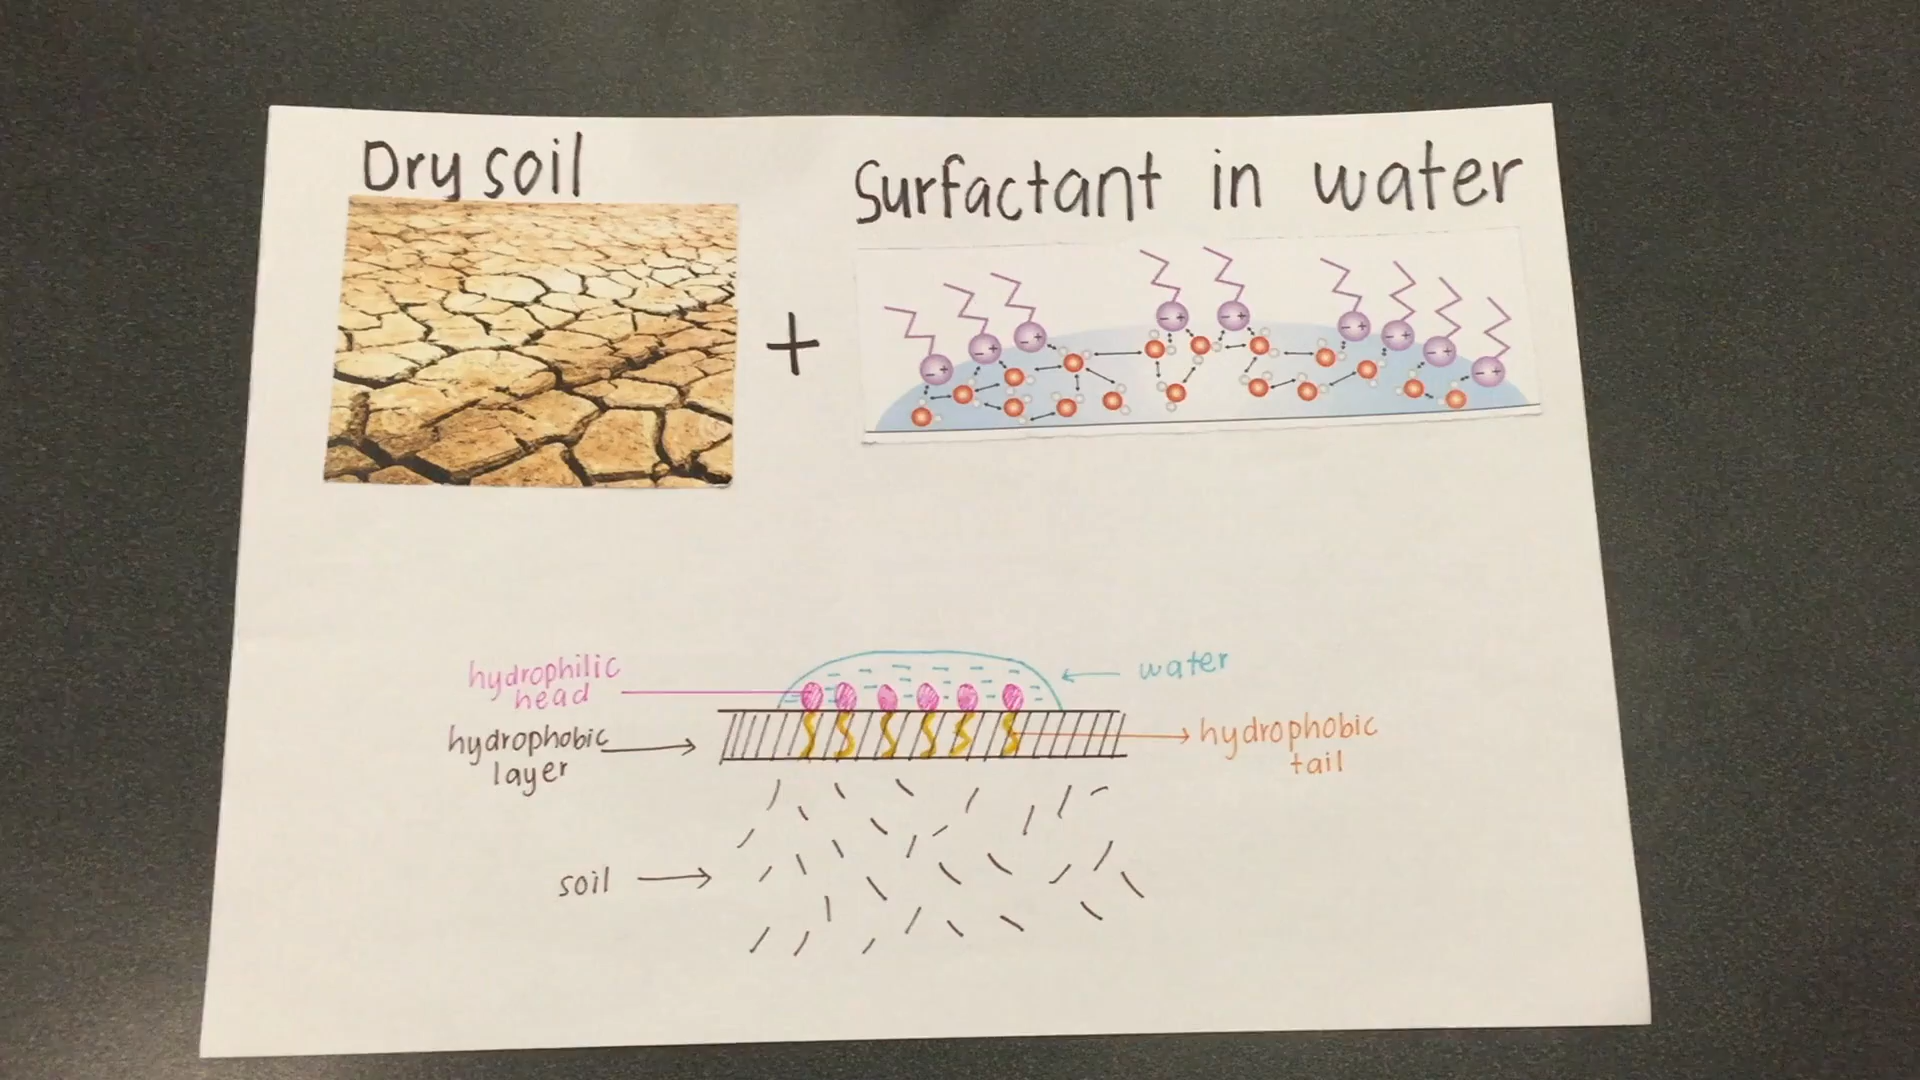 Dry soil
+
Surfactant in water
hydrophilic
head
water
hydrophobic
layer
hydrophobic
tail
soil